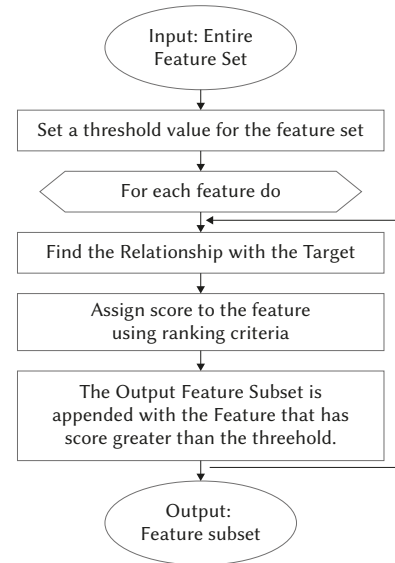 Input: Entire
Feature Set
Set a threshold value for the feature set
For each feature do
Find the Relationship with the Target
Assign score to the feature
using ranking criteria
The Output Feature Subset is
appended with the Feature that has
score greater than the threehold.
Output:
Feature subset